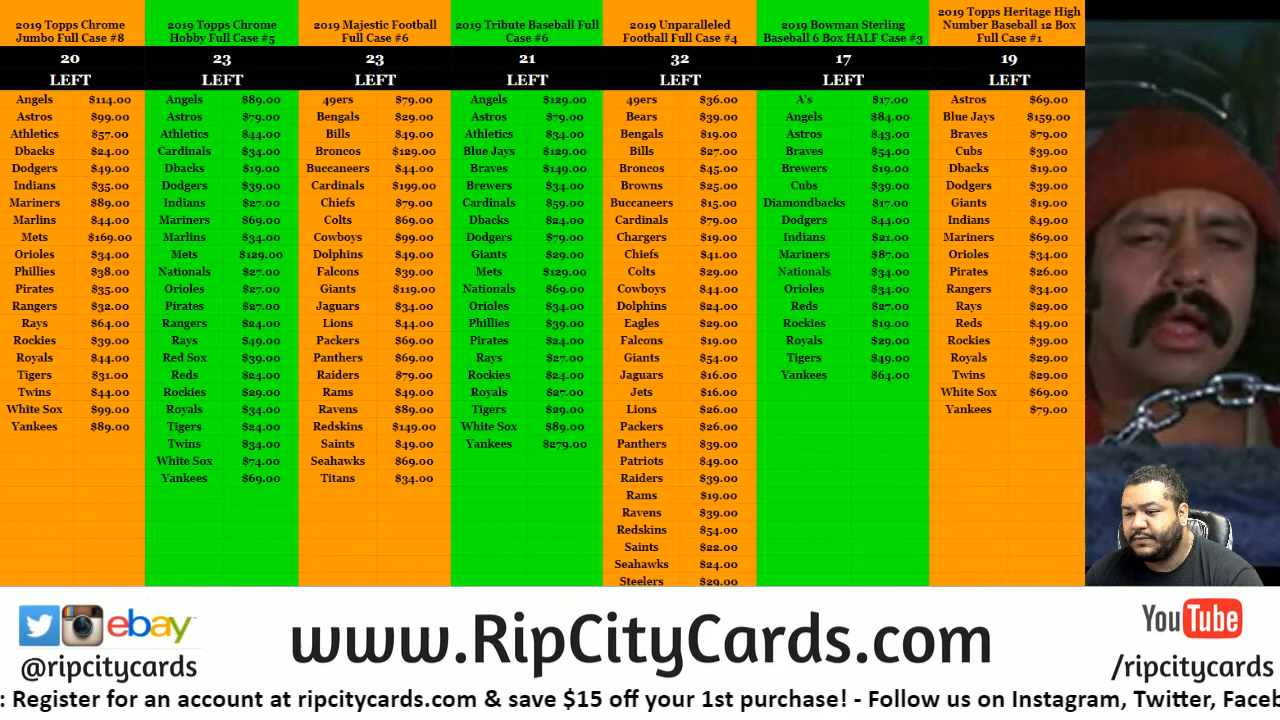 2019 Topps Chrome
Jumbo Full Case #8
20
LEFT
Angels $114.00
Astros $99.00
Athletics $57.00
Dbacks $24.00
Dodgers $49.00
Indians $35.00
Mariners $89.00
Marlins $44.00
Mets $169.00
Orioles $34.00
Phillies $38.00
Pirates $35.00
Rangers $32.00
Rays $64.00
Rockies $39.00
Royals $44.00
Tigers $31.00
Twins $44.00
White Sox $99.00
Yankees $89.00
2019 Topps Chrome
Hobby Full Case #5
23
LEFT
Angels $89.00
Astros $79.00
Athletics $44.00
Cardinals $34.00
Dbacks $19.00
Dodgers $39.00
Indians $27.00
Mariners $69.00
Marlins $34.00
Mets $129.00
Nationals $27.00
Orioles $27.00
Pirates $27.00
Rangers $24.00
Rays $49.00
Red Sox $39.00
Reds $24.00
Rockies $29.00
Royals $34.00
Tigers $24.00
Twins $34.00
White Sox $74.00
Yankees $69.00
2019 Majestic Football
Full Case #6
23
LEFT
49ers $79.00
Bengals $29.00
Bills $49.00
Broncos $129.00
Buccaneers $44.00
Cardinals $199.00
Chiefs $79.00
Colts $69.00
Cowboys $99.00
Dolphins $49.00
Falcons $39.00
Giants $119.00
Jaguars $34.00
Lions $44.00
Packers $69.00
Panthers $69.00
Raiders $79.00
Rams $49.00
Ravens $89.00
Redskins $149.00
Saints $49.00
Seahawks $69.00
Titans $34.00
2019 Tribute Baseball Full
Case #6
21
LEFT
Angels $129.00
Astros $79.00
Athletics $34.00
Blue Jays $129.00
Braves $149.00
Brewers $34.00
Cardinals $59.00
Dbacks $24.00
Dodgers $79.00
Giants $29.00
Mets $129.00
Nationals $69.00
Orioles $34.00
Phillies $39.00
Pirates $24.00
Rays $27.00
Rockies $24.00
Royals $27.00
Tigers $29.00
White Sox $89.00
Yankees $279.00
2019 Unparalleled
Football Full Case #4
32
LEFT
49ers $36.00
Bears $39.00
Bengals $19.00
Bills $27.00
Broncos $45.00
Browns $25.00
Buccaneers $15.00
Cardinals $79.00
Chargers $19.00
Chiefs $41.00
Colts $29.00
Cowboys $44.00
Dolphins $24.00
Eagles $29.00
Falcons $19.00
Giants $54.00
Jaguars $16.00
Jets $16.00
Lions $26.00
Packers $26.00
Panthers $39.00
Patriots $49.00
Raiders $39.00
Rams $19.00
Ravens $39.00
Redskins $54.00
Saints $22.00
Seahawks $24.00
Steelers $29.00
2019 Bowman Sterling
Baseball 6 Box HALF Case #3
17
LEFT
A's $17.00
Angels $84.00
Astros $43.00
Braves $54.00
Brewers $19.00
Cubs $39.00
Diamondbacks $17.00
Dodgers $44.00
Indians $21.00
Mariners $87.00
Nationals $34.00
Orioles $34.00
Reds $27.00
Rockies $19.00
Royals $29.00
Tigers $49.00
Yankees $64.00
2019 Topps Heritage High
Number Baseball 12 Box
Full Case #1
19
LEFT
Astros $69.00
Blue Jays $159.00
Braves $79.00
Cubs $39.00
Dbacks $19.00
Dodgers $39.00
Giants $19.00
Indians $49.00
Mariners $69.00
Orioles $34.00
Pirates $26.00
Rangers $34.00
Rays $29.00
Reds $49.00
Rockies $39.00
Royals $29.00
Twins $29.00
White Sox $69.00
Yankees $79.00
ebay
@ripcitycards
www.RipCityCards.com
YouTube
/ripcitycards
: Register for an account at ripcitycards.com & save $15 off your 1st purchase! - Follow us on Instagram, Twitter, Faceb